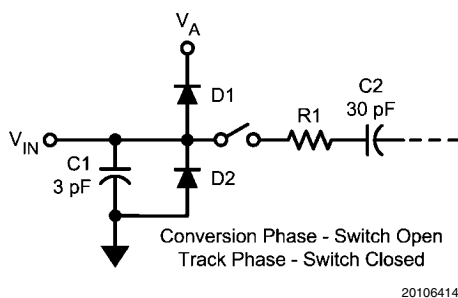 V_A
D1
C2
30 pF
R1
V_IN
C1
3 pF
D2
Conversion Phase - Switch Open
Track Phase - Switch Closed
20106414